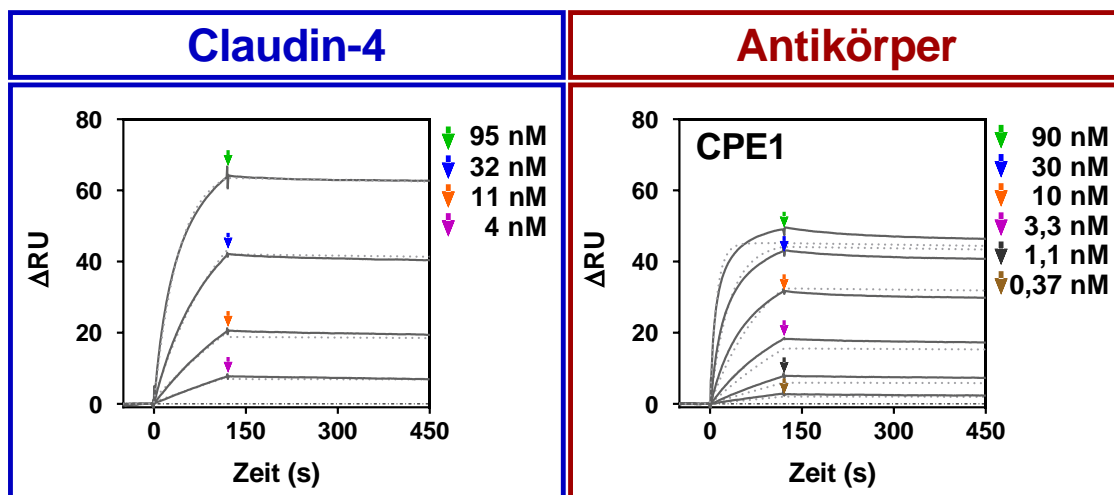 Claudin-4
Antikörper
80
60
40
20
0
ΔRU
0 150 300 450
Zeit (s)
95 nM
32 nM
11 nM
4 nM
CPE1
80
60
40
20
0
ΔRU
0 150 300 450
Zeit (s)
90 nM
30 nM
10 nM
3,3 nM
1,1 nM
0,37 nM